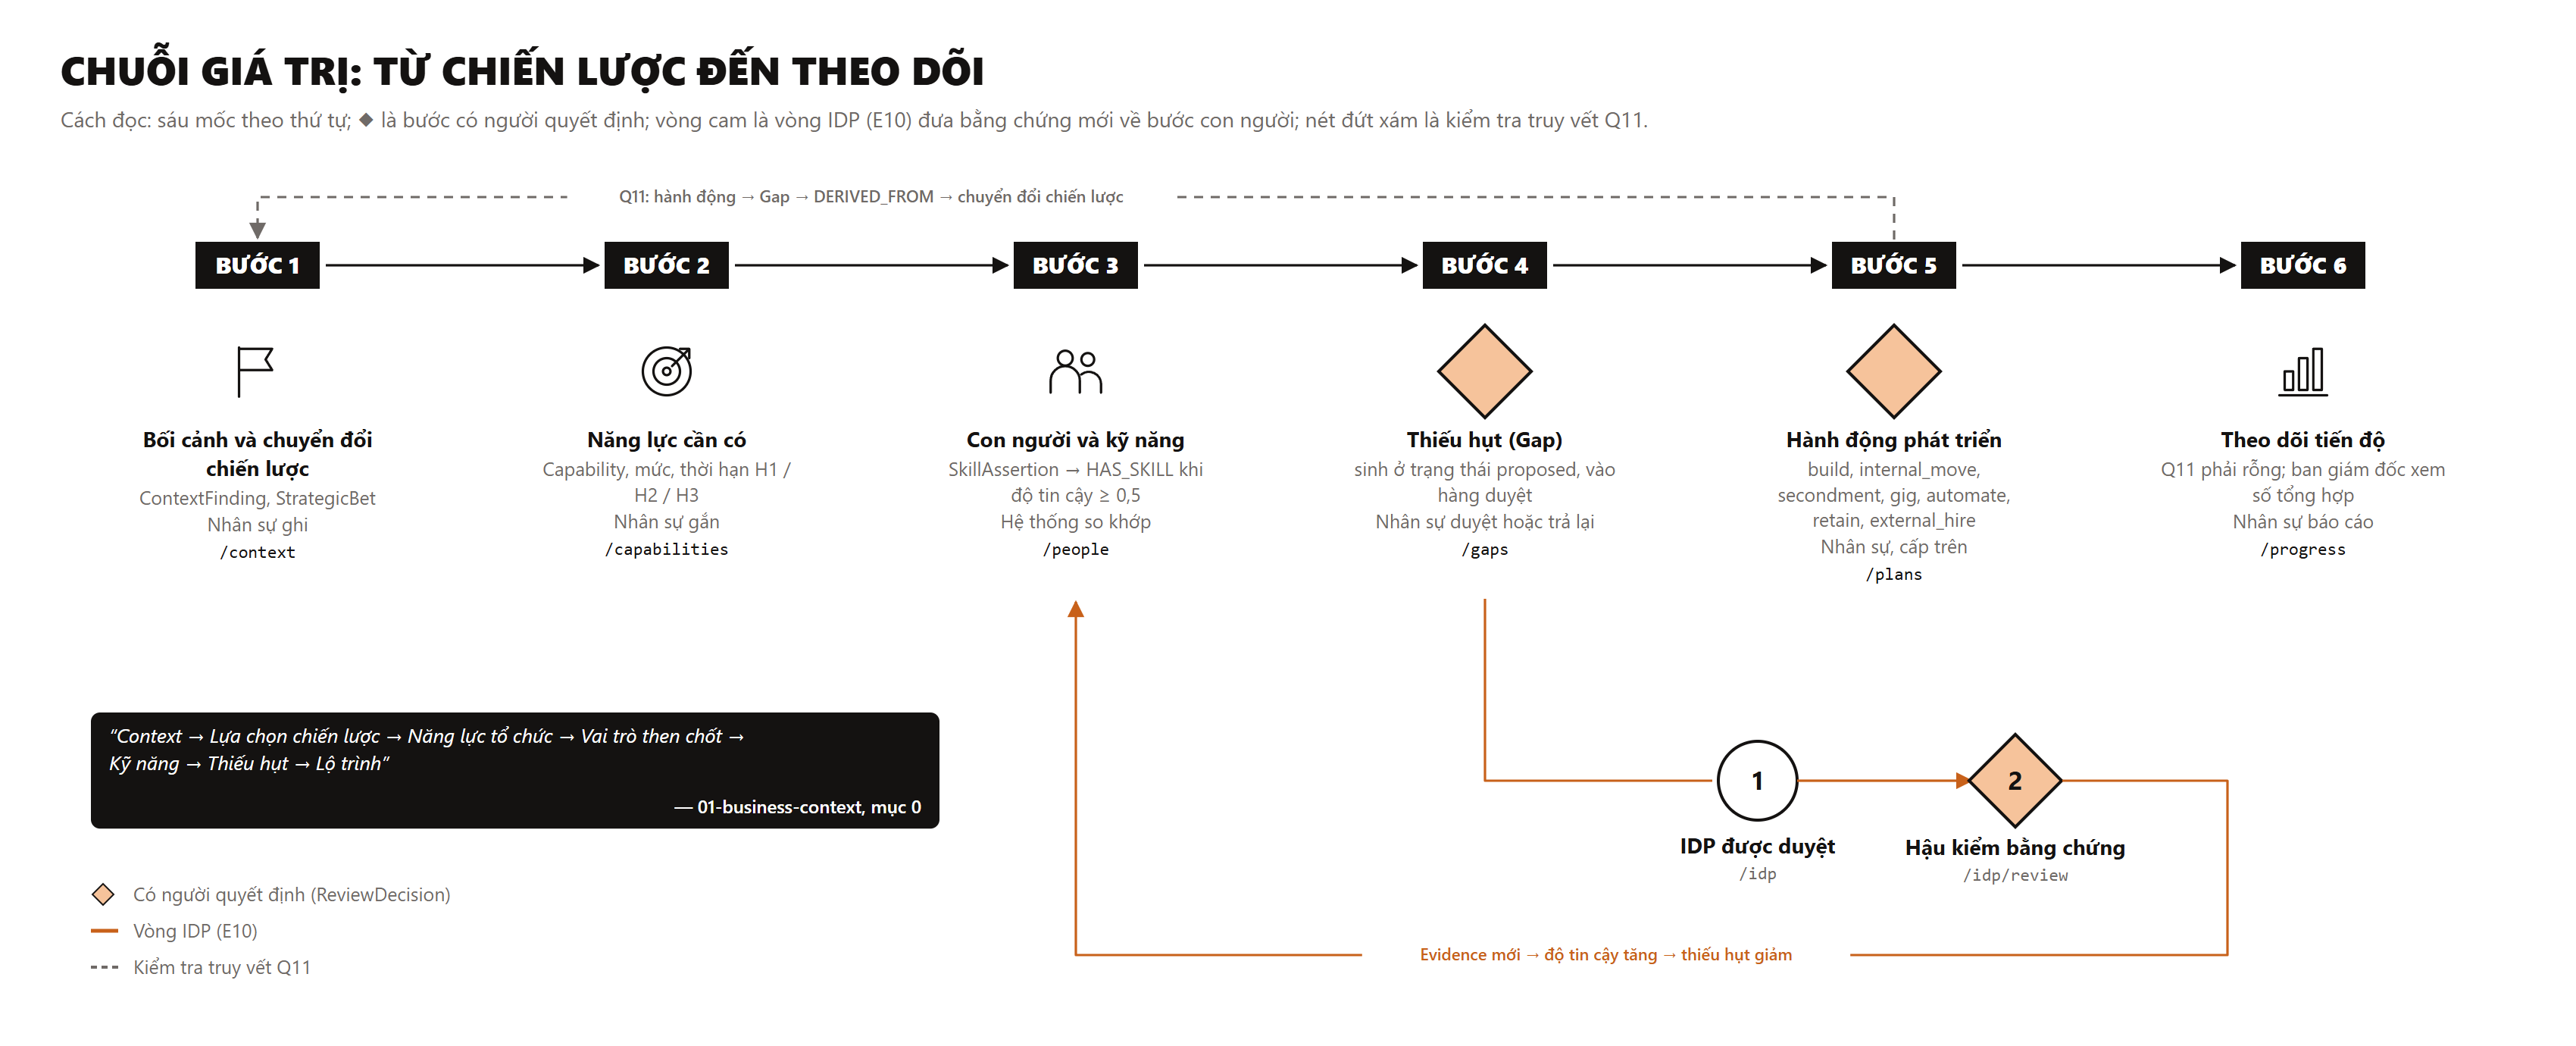 CHUỖI GIÁ TRỊ: TỪ CHIẾN LƯỢC ĐẾN THEO DÕI
Cách đọc: sáu mốc theo thứ tự; ◆ là bước có người quyết định; vòng cam là vòng IDP (E10) đưa bằng chứng mới về bước con người; nét đứt xám là kiểm tra truy vết Q11.
Q11: hành động → Gap → DERIVED_FROM → chuyển đổi chiến lược
BƯỚC 1
BƯỚC 2
BƯỚC 3
BƯỚC 4
BƯỚC 5
BƯỚC 6
Bối cảnh và chuyển đổi
chiến lược
ContextFinding, StrategicBet
Nhân sự ghi
/context
Năng lực cần có
Capability, mức, thời hạn H1 /
H2 / H3
Nhân sự gắn
/capabilities
Con người và kỹ năng
SkillAssertion → HAS_SKILL khi
độ tin cậy ≥ 0,5
Hệ thống so khớp
/people
Thiếu hụt (Gap)
sinh ở trạng thái proposed, vào
hàng duyệt
Nhân sự duyệt hoặc trả lại
/gaps
Hành động phát triển
build, internal_move,
secondment, gig, automate,
retain, external_hire
Nhân sự, cấp trên
/plans
Theo dõi tiến độ
Q11 phải rỗng; ban giám đốc xem
số tổng hợp
Nhân sự báo cáo
/progress
“Context → Lựa chọn chiến lược → Năng lực tổ chức → Vai trò then chốt →
Kỹ năng → Thiếu hụt → Lộ trình”
— 01-business-context, mục 0
1
2
IDP được duyệt
/idp
Hậu kiểm bằng chứng
/idp/review
Có người quyết định (ReviewDecision)
Vòng IDP (E10)
Kiểm tra truy vết Q11
Evidence mới → độ tin cậy tăng → thiếu hụt giảm